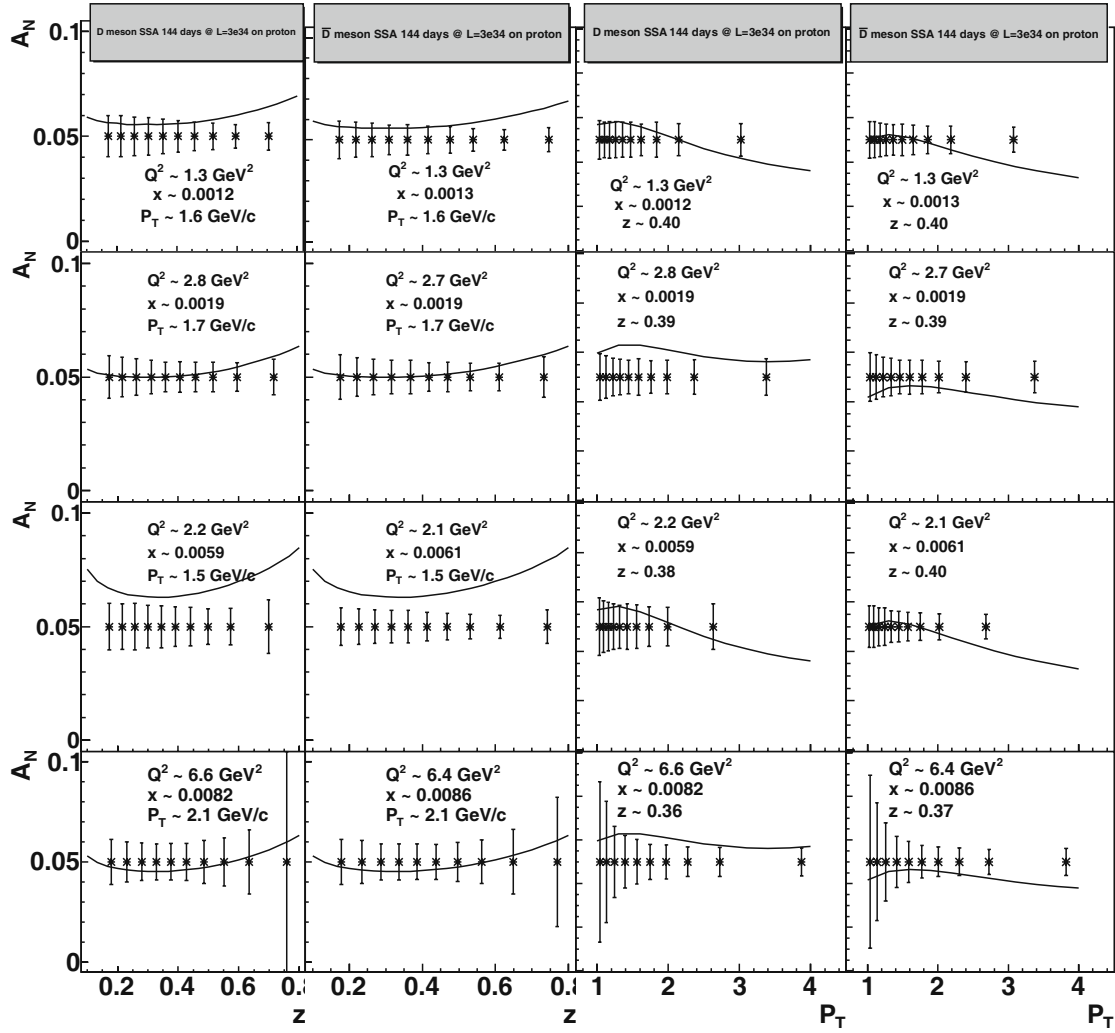 D meson SSA 144 days @ L=3e34 on proton
D̅ meson SSA 144 days @ L=3e34 on proton
D meson SSA 144 days @ L=3e34 on proton
D̅ meson SSA 144 days @ L=3e34 on proton
A_N
0.1
0.05
0
Q² ~ 1.3 GeV²
x ~ 0.0012
P_T ~ 1.6 GeV/c
Q² ~ 1.3 GeV²
x ~ 0.0013
P_T ~ 1.6 GeV/c
Q² ~ 1.3 GeV²
x ~ 0.0012
z ~ 0.40
Q² ~ 1.3 GeV²
x ~ 0.0013
z ~ 0.40
A_N
0.1
0.05
0
Q² ~ 2.8 GeV²
x ~ 0.0019
P_T ~ 1.7 GeV/c
Q² ~ 2.7 GeV²
x ~ 0.0019
P_T ~ 1.7 GeV/c
Q² ~ 2.8 GeV²
x ~ 0.0019
z ~ 0.39
Q² ~ 2.7 GeV²
x ~ 0.0019
z ~ 0.39
A_N
0.1
0.05
0
Q² ~ 2.2 GeV²
x ~ 0.0059
P_T ~ 1.5 GeV/c
Q² ~ 2.1 GeV²
x ~ 0.0061
P_T ~ 1.5 GeV/c
Q² ~ 2.2 GeV²
x ~ 0.0059
z ~ 0.38
Q² ~ 2.1 GeV²
x ~ 0.0061
z ~ 0.40
A_N
0.1
0.05
0
Q² ~ 6.6 GeV²
x ~ 0.0082
P_T ~ 2.1 GeV/c
Q² ~ 6.4 GeV²
x ~ 0.0086
P_T ~ 2.1 GeV/c
Q² ~ 6.6 GeV²
x ~ 0.0082
z ~ 0.36
Q² ~ 6.4 GeV²
x ~ 0.0086
z ~ 0.37
0.2 0.4 0.6
0.2 0.4 0.6 0.8
1 2 3 4
1 2 3 4
z
z
P_T
P_T